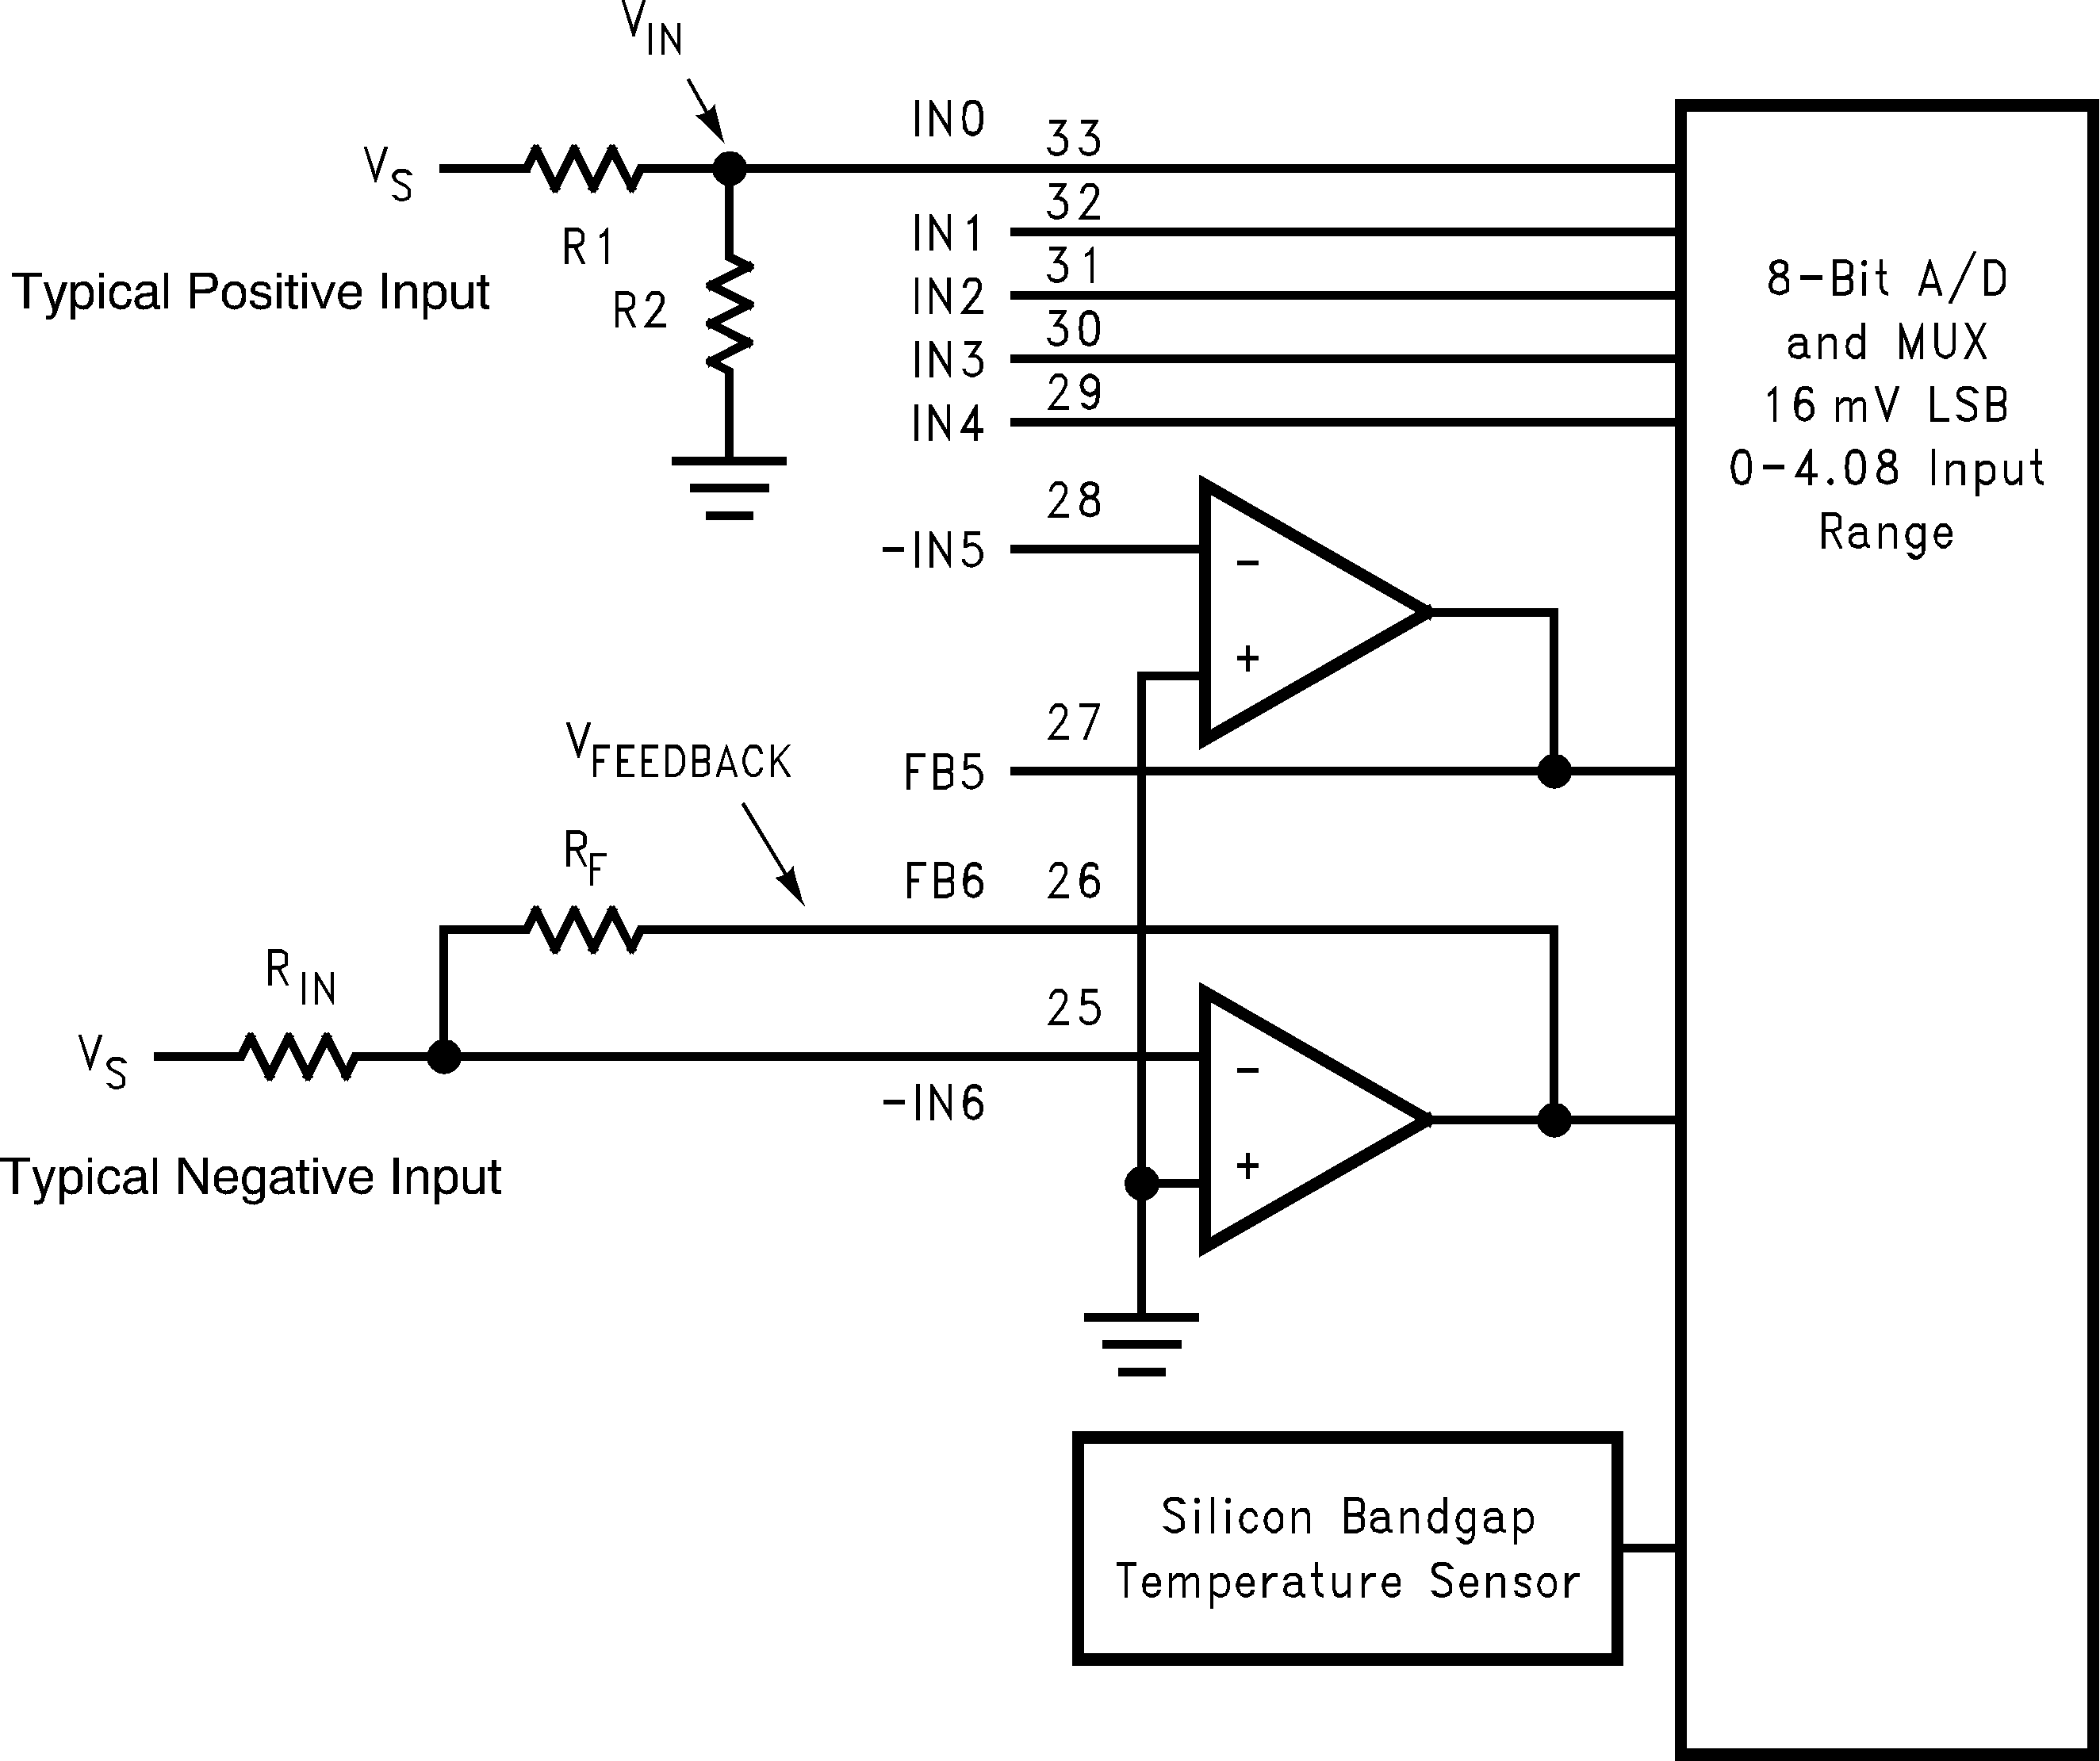 VIN
IN0
33
VS
32
R1
IN1
31
Typical Positive Input
R2
IN2
30
IN3
29
IN4
8-Bit A/D
and MUX
16 mV LSB
0-4.08 Input
Range
28
-IN5
-
+
27
VFEEDBACK
FB5
RF
FB6
26
RIN
25
VS
-
-IN6
+
Typical Negative Input
Silicon Bandgap
Temperature Sensor